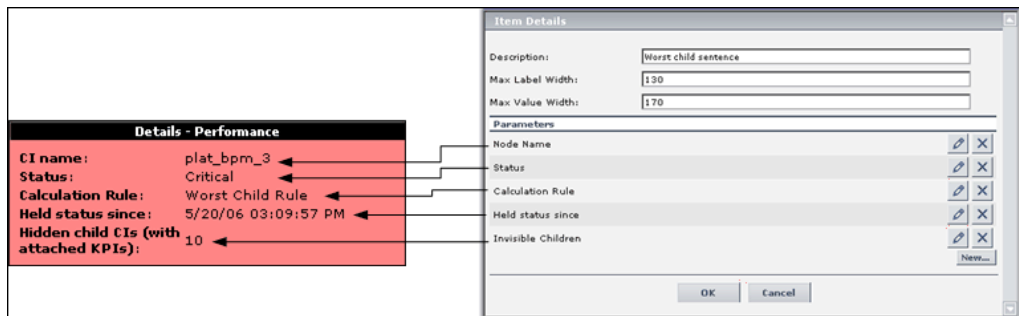 Item Details
Description: Worst child sentence
Max Label Width: 130
Max Value Width: 170
Parameters
Node Name
Status
Calculation Rule
Held status since
Invisible Children
New...
OK Cancel
Details - Performance
CI name: plat_bpm_3
Status: Critical
Calculation Rule: Worst Child Rule
Held status since: 5/20/06 03:09:57 PM
Hidden child CIs (with
attached KPIs): 10